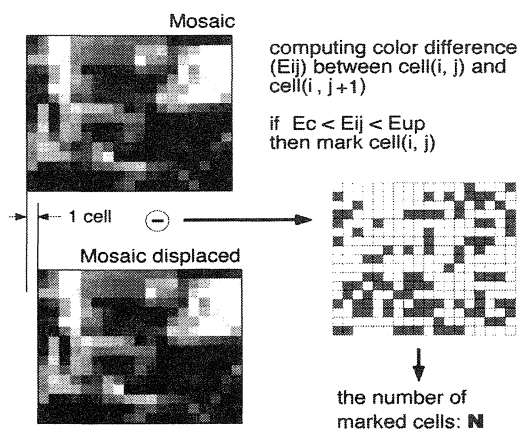 Mosaic
computing color difference
(Eij) between cell(i, j) and
cell(i , j+1)
if Ec < Eij < Eup
then mark cell(i, j)
1 cell
Mosaic displaced
the number of
marked cells: N